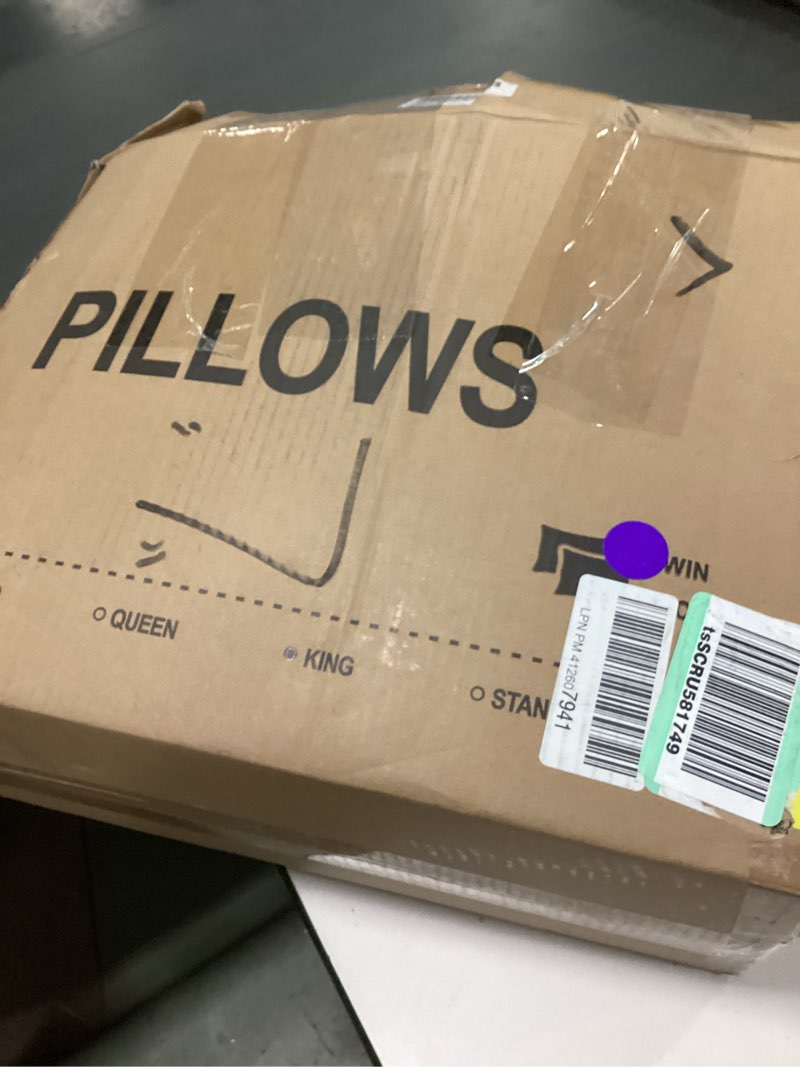 PILLOWS
WIN
QUEEN
KING
STAN
LPN PM 412607941
tsSCRU581749